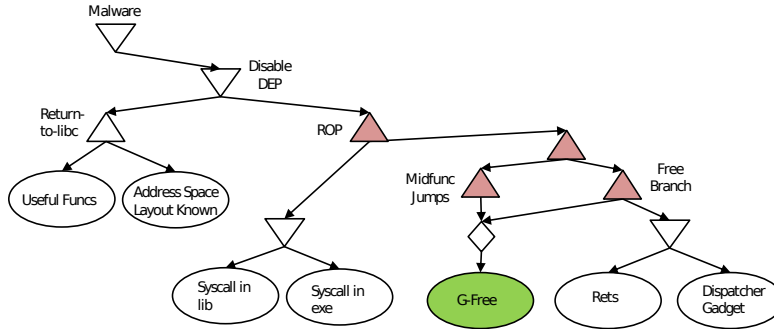 Malware
Disable
DEP
Return-
to-libc
ROP
Free
Branch
Midfunc
Jumps
Useful Funcs
Address Space
Layout Known
Syscall in
lib
Syscall in
exe
G-Free
Rets
Dispatcher
Gadget